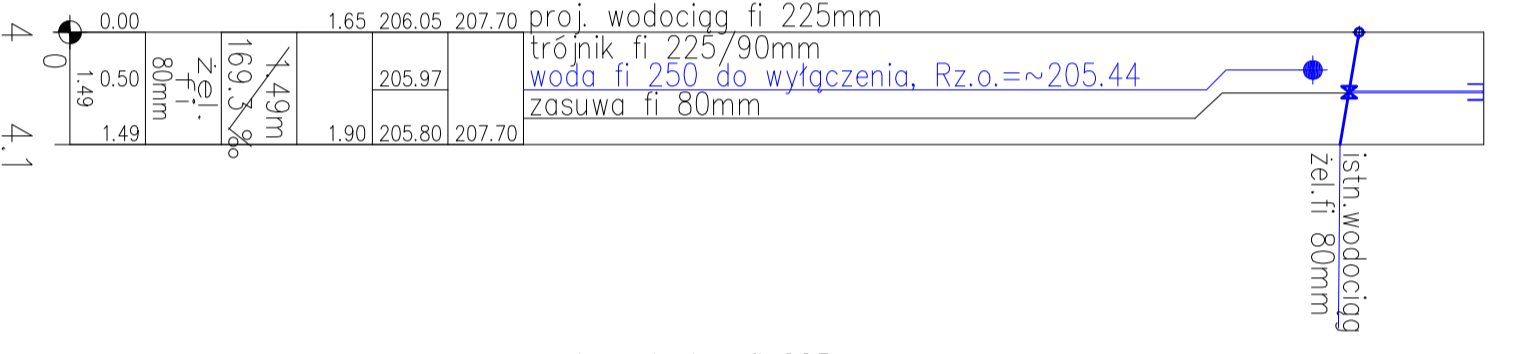 0.00 1.65 206.05 207.70 proj. wodociąg fi 225mm
trójnik fi 225/90mm
0.50 205.97 woda fi 250 do wyłączenia, Rz.o.=~205.44
zasuwa fi 80mm
1.49 1.90 205.80 207.70
4
0
4.1
1.49
żel.
fi
80mm
1.49m
169.3 ‰
istn.wodociąg
żel.fi 80mm